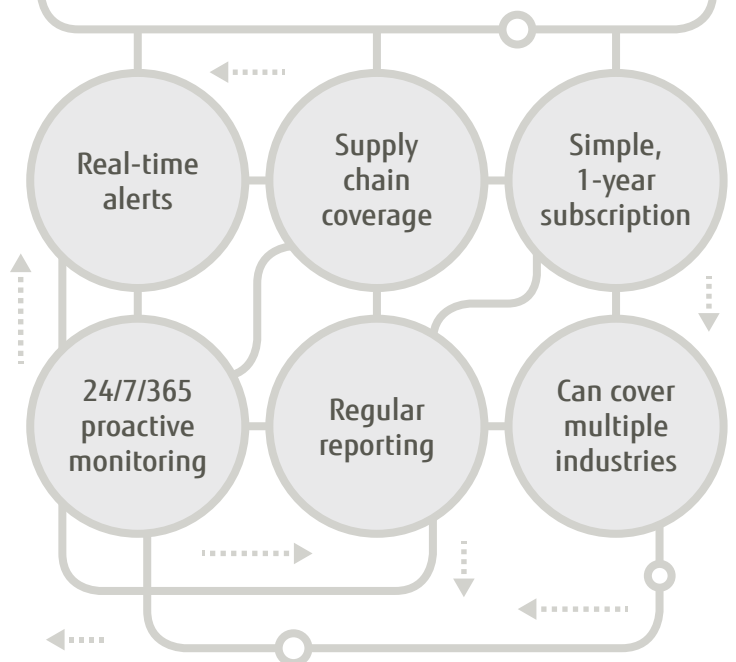 Real-time
alerts
Supply
chain
coverage
Simple,
1-year
subscription
24/7/365
proactive
monitoring
Regular
reporting
Can cover
multiple
industries